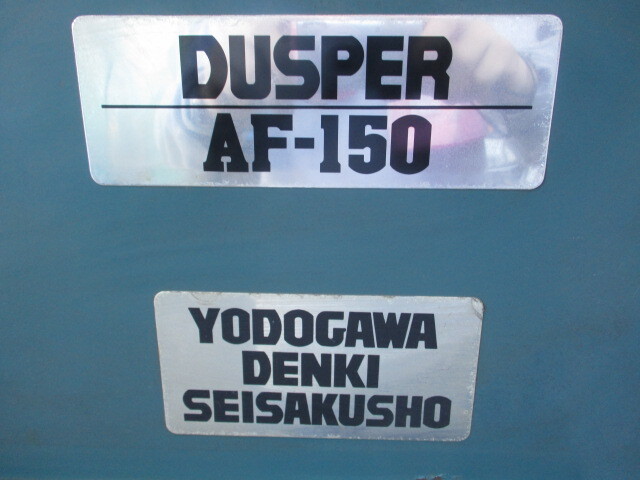 DUSPER
AF-150
YODOGAWA
DENKI
SEISAKUSHO